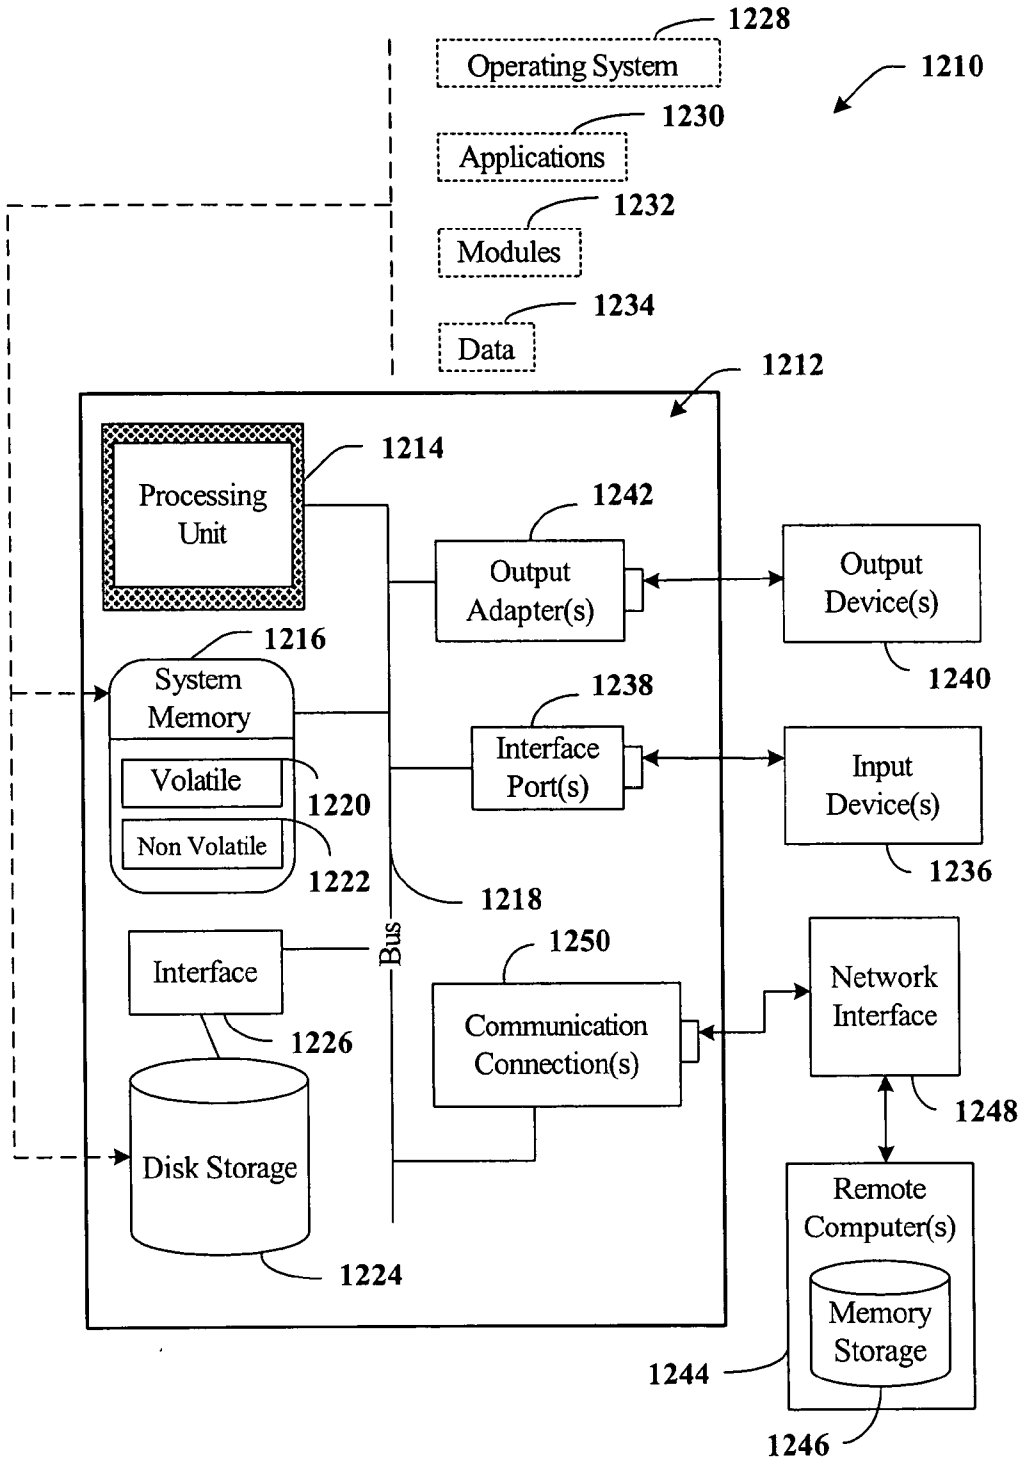 1228
Operating System
1210
1230
Applications
1232
Modules
1234
Data
1212
1214
Processing
Unit
1242
Output
Adapter(s)
Output
Device(s)
1240
1216
System
Memory
1238
Interface
Port(s)
Input
Device(s)
1236
Volatile
1220
Non Volatile
1222
1218
Bus
1250
Interface
1226
Communication
Connection(s)
Network
Interface
1248
Disk Storage
1224
Remote
Computer(s)
Memory
Storage
1244
1246